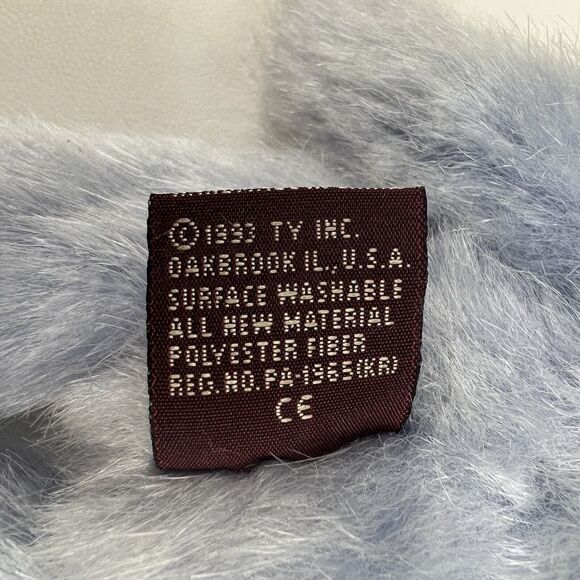 © 1993 TY INC.
OAKBROOK IL., U.S.A.
SURFACE WASHABLE
ALL NEW MATERIAL
POLYESTER FIBER
REG. NO. PA-1965(KR)
CE